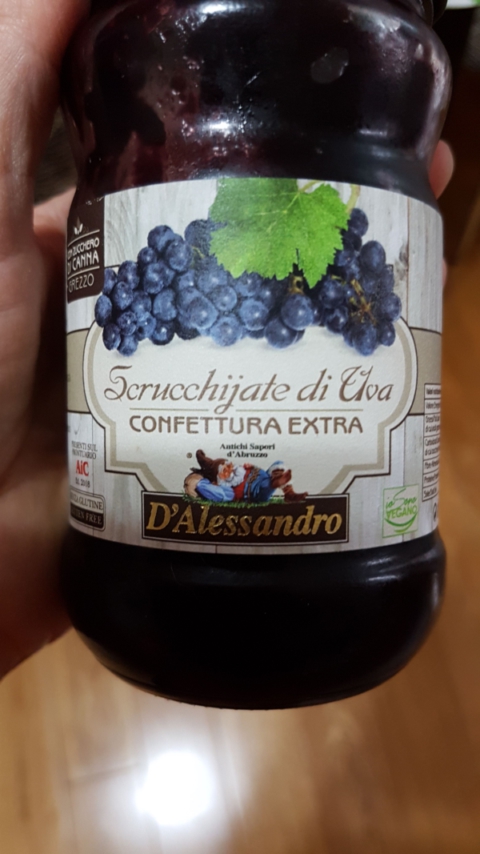 ZUCCHERO
DI CANNA
GREZZO
Scrucchijate di Uva
CONFETTURA EXTRA
Antichi Sapori
d'Abruzzo
D'Alessandro
AiC
GLUTINE
FREE
VEGANO